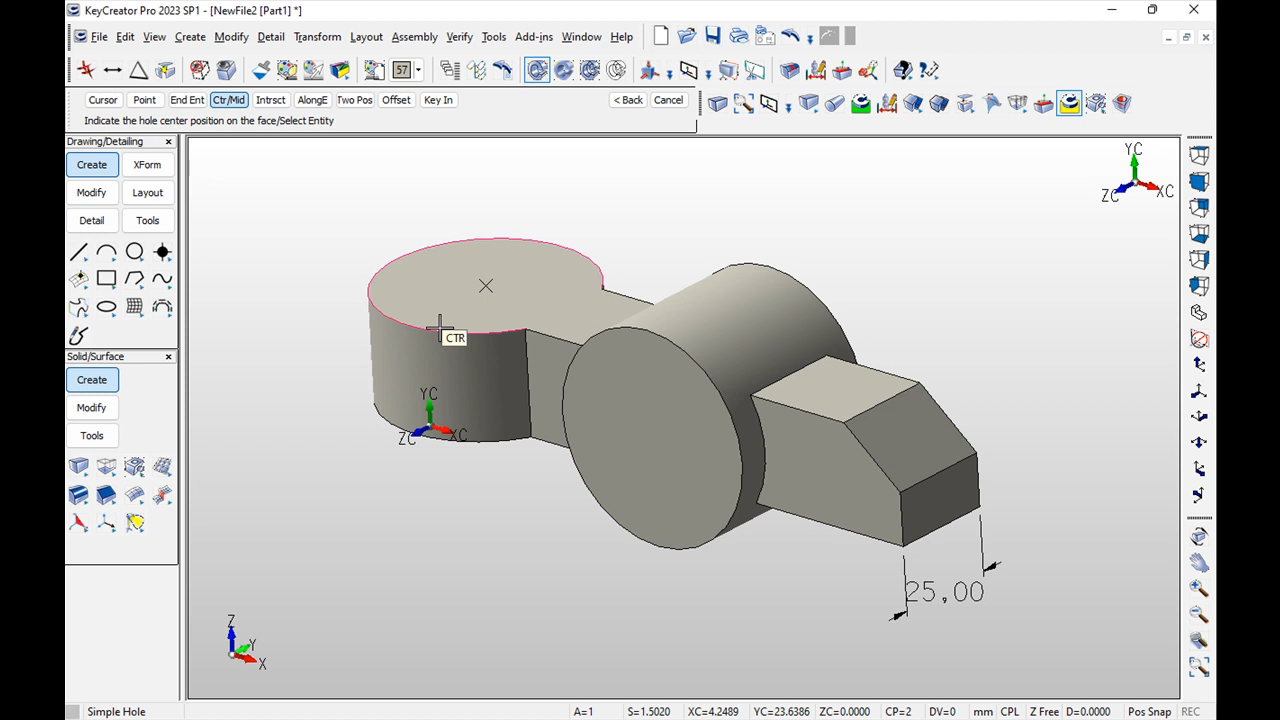 KeyCreator Pro 2023 SP1 - [NewFile2 [Part1] *]
File Edit View Create Modify Detail Transform Layout Assembly Verify Tools Add-ins Window Help
57
Cursor Point End Ent Ctr/Mid Intrsct AlongE Two Pos Offset Key In < Back Cancel
Indicate the hole center position on the face/Select Entity
Drawing/Detailing
Create XForm
Modify Layout
Detail Tools
Solid/Surface
Create
Modify
Tools
YC
ZC XC
CTR
YC
ZC XC
25,00
Z
Y
X
Simple Hole A=1 S=1.5020 XC=4.2489 YC=23.6386 ZC=0.0000 CP=2 DV=0 mm CPL Z Free D=0.0000 Pos Snap REC